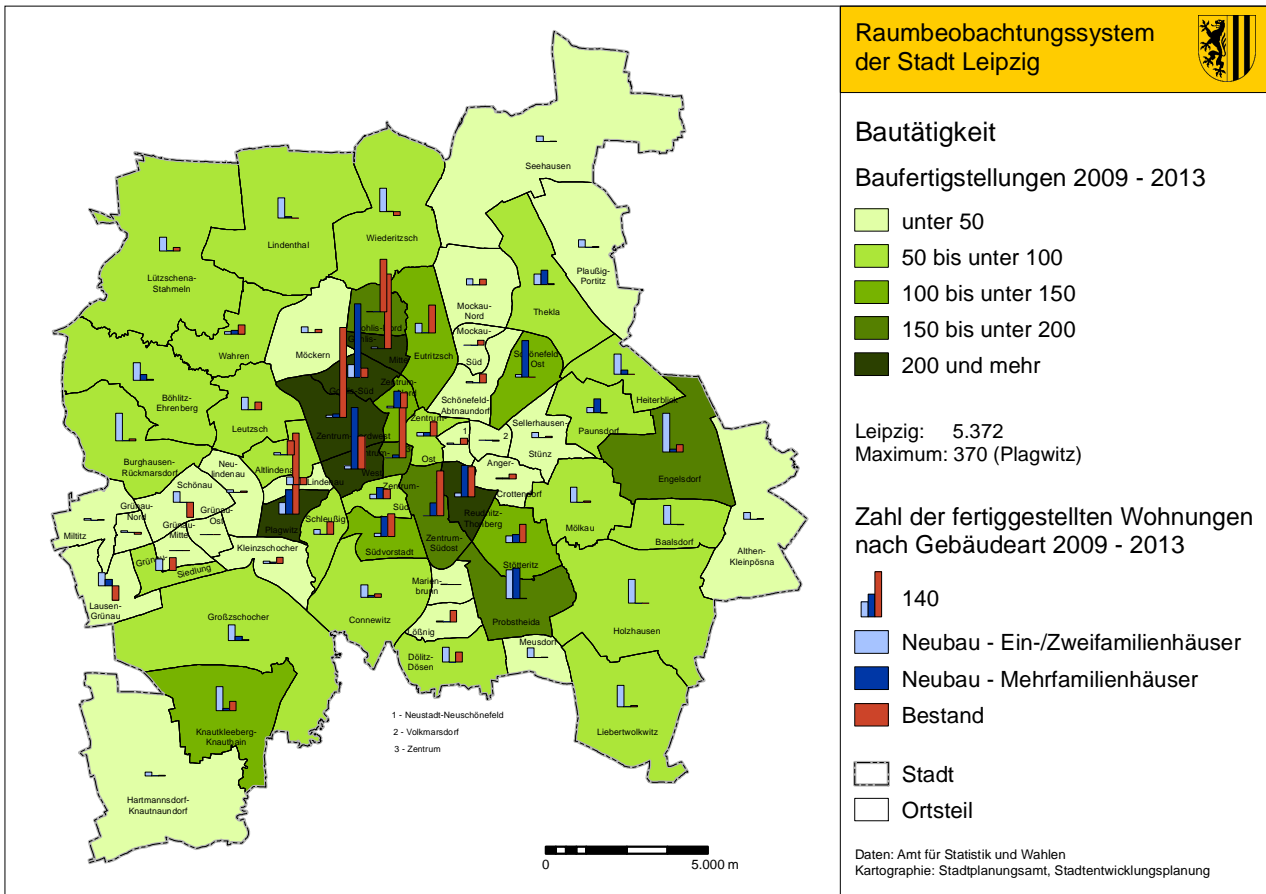 Raumbeobachtungssystem
der Stadt Leipzig
Bautätigkeit
Baufertigstellungen 2009 - 2013
unter 50
50 bis unter 100
100 bis unter 150
150 bis unter 200
200 und mehr
Leipzig: 5.372
Maximum: 370 (Plagwitz)
Zahl der fertiggestellten Wohnungen
nach Gebäudeart 2009 - 2013
140
Neubau - Ein-/Zweifamilienhäuser
Neubau - Mehrfamilienhäuser
Bestand
Stadt
Ortsteil
Daten: Amt für Statistik und Wahlen
Kartographie: Stadtplanungsamt, Stadtentwicklungsplanung
Seehausen
Lindenthal
Wiederitzsch
Lützschena-
Stahmeln
Plaußig-
Portitz
Thekla
Mockau-
Nord
Mockau-
Süd
Wahren
Möckern
Mitte
Eutritzsch
Schönefeld-
Abtnaundorf
Ost
Heiterblick
Böhlitz-
Ehrenberg
Leutzsch
Zentrum-
Zentrum-
Ost
Sellerhausen-
Stünz
Paunsdorf
Engelsdorf
Burghausen-
Rückmarsdorf
Altlindenau
Neu-
lindenau
Lindenau
West
1
2
Anger-
Crottendorf
Schönau
Grünau-
Nord
Grünau-
Ost
Grünau-
Mitte
Miltitz
Siedlung
Lausen-
Grünau
Plagwitz
Schleußig
Kleinzschocher
Zentrum-
Süd
Südvorstadt
Zentrum-
Südost
Reudnitz-
Thonberg
Stötteritz
Mölkau
Baalsdorf
Althen-
Kleinpösna
Marien-
brunn
Connewitz
Lößnig
Probstheida
Holzhausen
Meusdorf
Dölitz-
Dösen
Großzschocher
Liebertwolkwitz
Knautkleeberg-
Knauthain
Hartmannsdorf-
Knautnaundorf
1 - Neustadt-Neuschönefeld
2 - Volkmarsdorf
3 - Zentrum
0
5.000 m